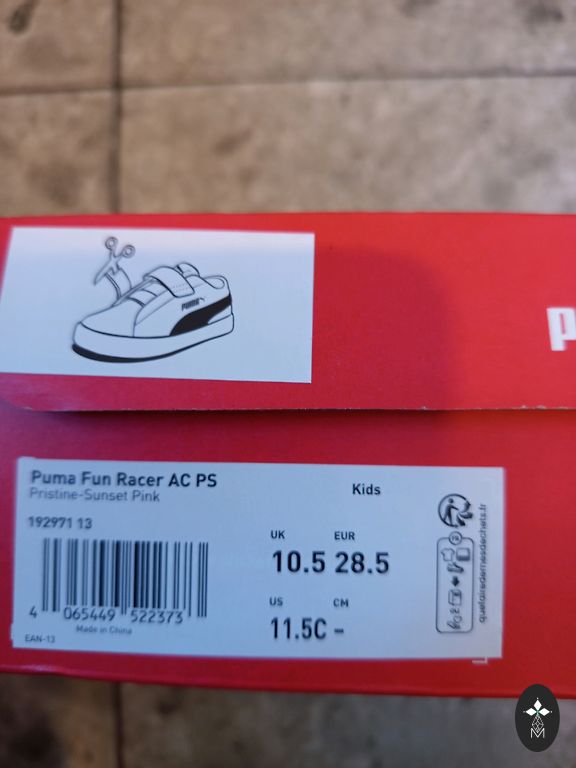 PUMA
Puma Fun Racer AC PS
Pristine-Sunset Pink
Kids
192971 13
UK EUR
10.5 28.5
US CM
11.5C -
4 065449 522373
Made in China
EAN-13
quefairedemesdechets.fr